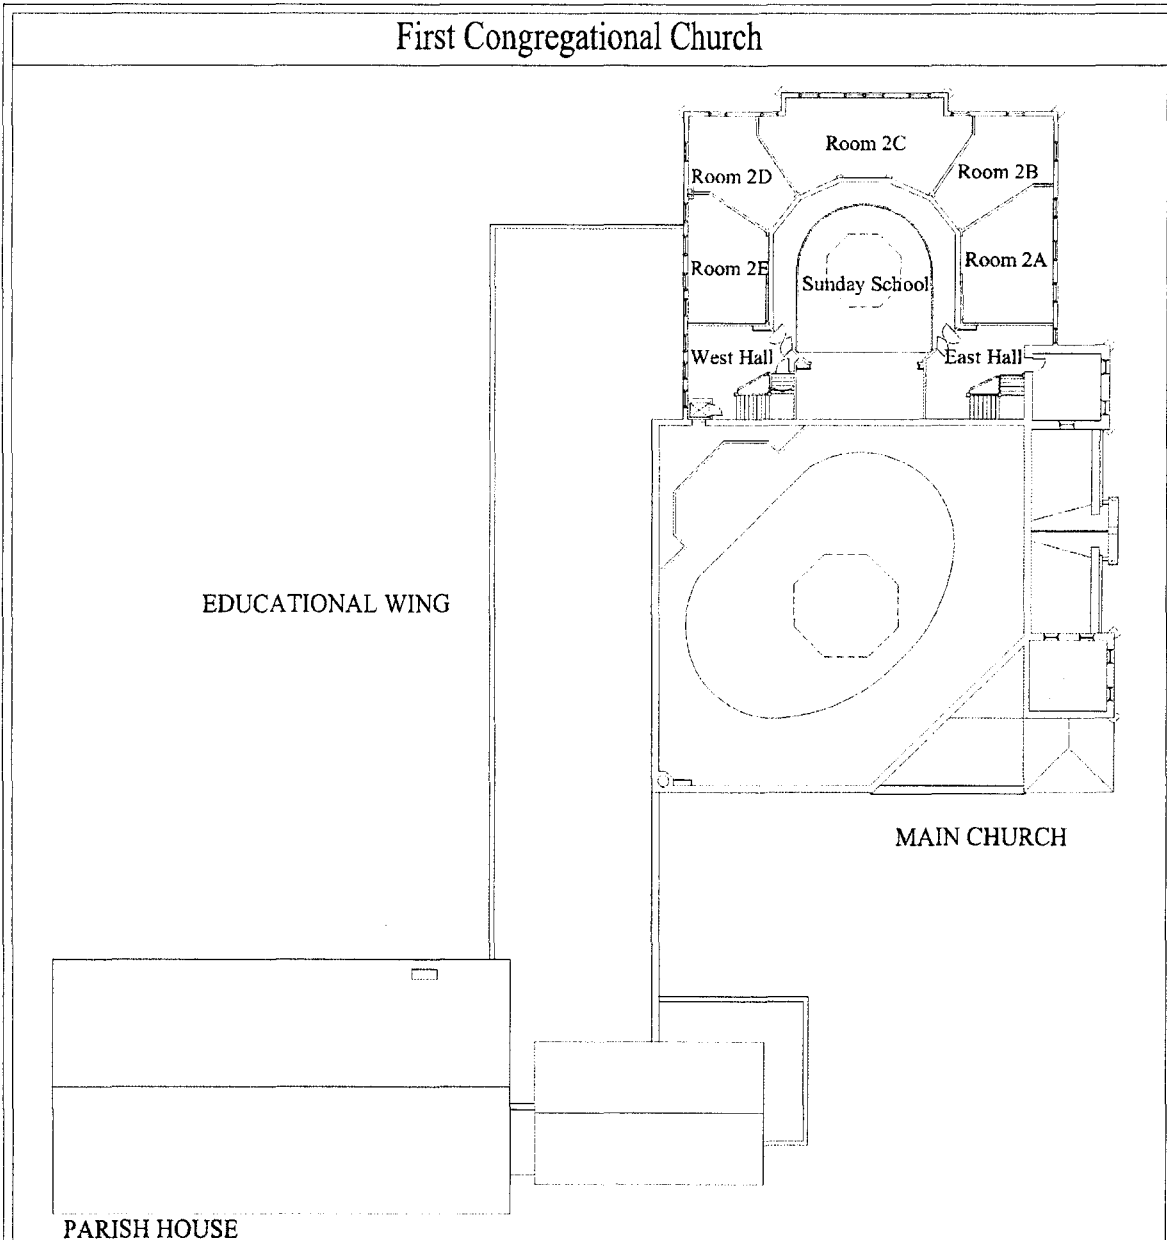 First Congregational Church
Room 2C
Room 2D
Room 2B
Room 2E
Room 2A
Sunday School
West Hall
East Hall
EDUCATIONAL WING
MAIN CHURCH
PARISH HOUSE